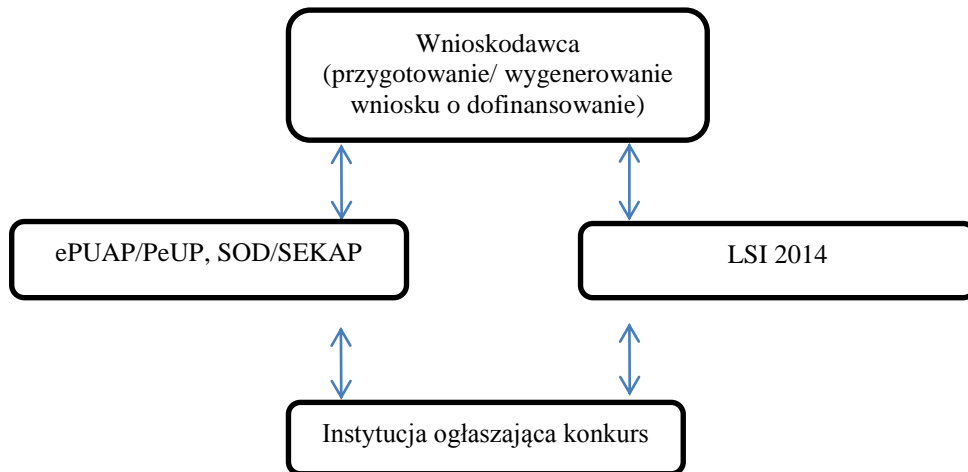 Wnioskodawca
(przygotowanie/ wygenerowanie
wniosku o dofinansowanie)
ePUAP/PeUP, SOD/SEKAP
LSI 2014
Instytucja ogłaszająca konkurs